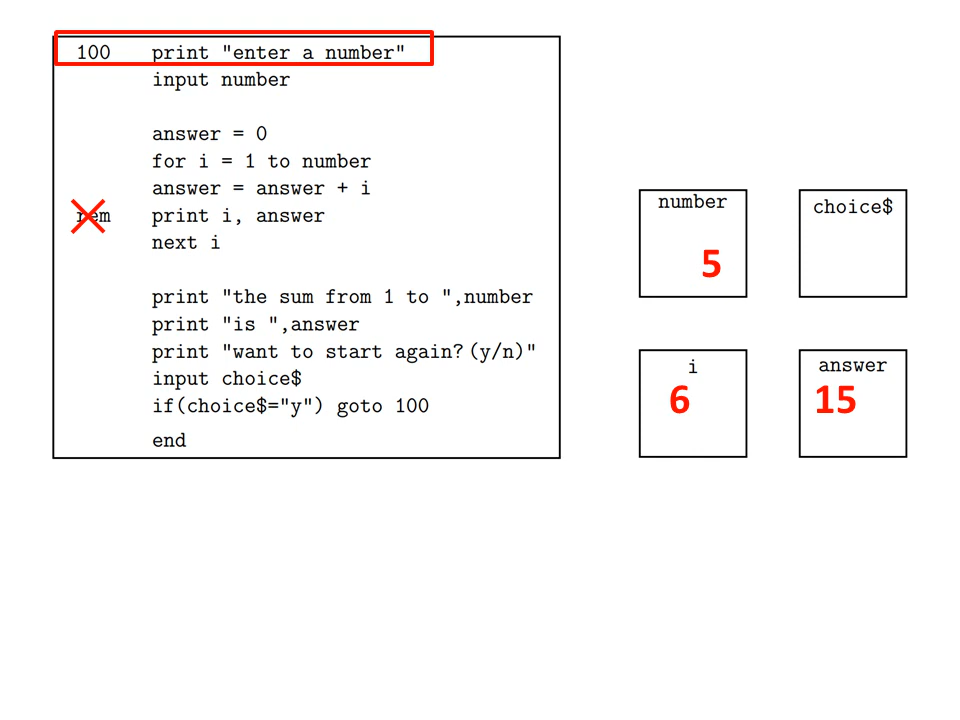 100 print "enter a number"
input number
answer = 0
for i = 1 to number
answer = answer + i
rem print i, answer
next i
print "the sum from 1 to ",number
print "is ",answer
print "want to start again?(y/n)"
input choice$
if(choice$="y") goto 100
end
number
5
choice$
i
6
answer
15